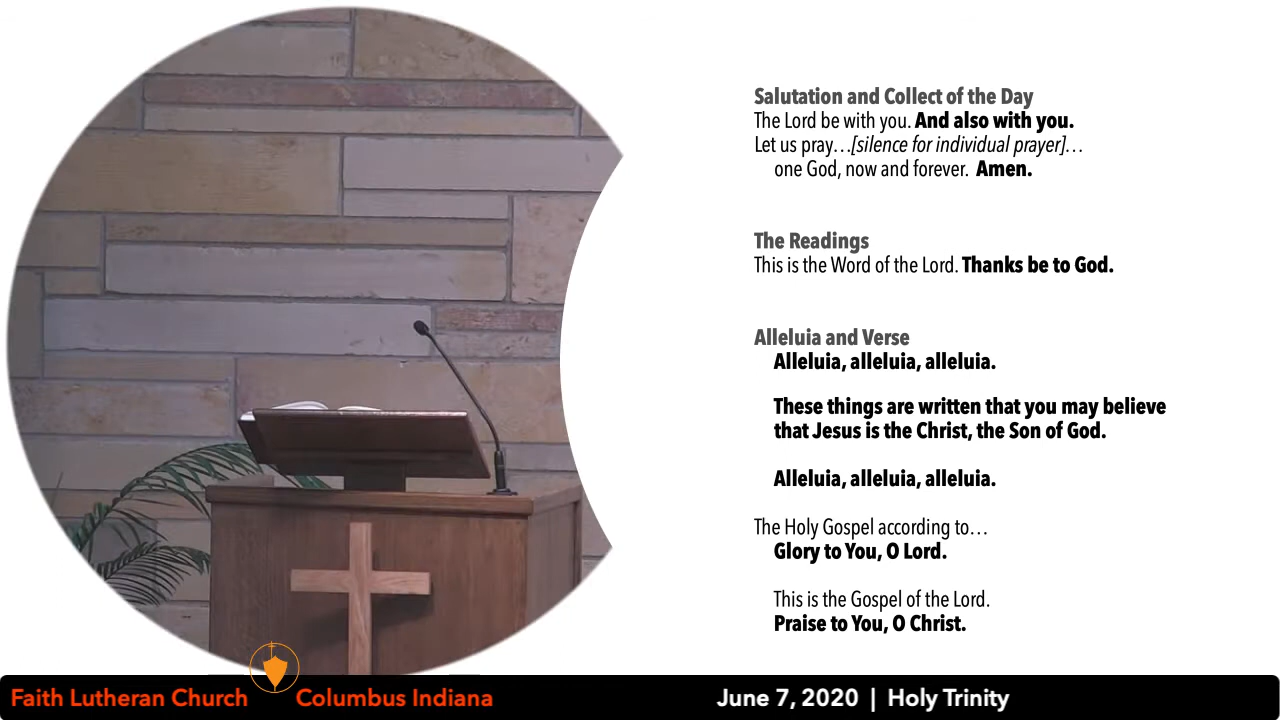 Salutation and Collect of the Day
The Lord be with you. And also with you.
Let us pray…[silence for individual prayer]…
one God, now and forever. Amen.
The Readings
This is the Word of the Lord. Thanks be to God.
Alleluia and Verse
Alleluia, alleluia, alleluia.
These things are written that you may believe
that Jesus is the Christ, the Son of God.
Alleluia, alleluia, alleluia.
The Holy Gospel according to…
Glory to You, O Lord.
This is the Gospel of the Lord.
Praise to You, O Christ.
Faith Lutheran Church Columbus Indiana June 7, 2020 | Holy Trinity